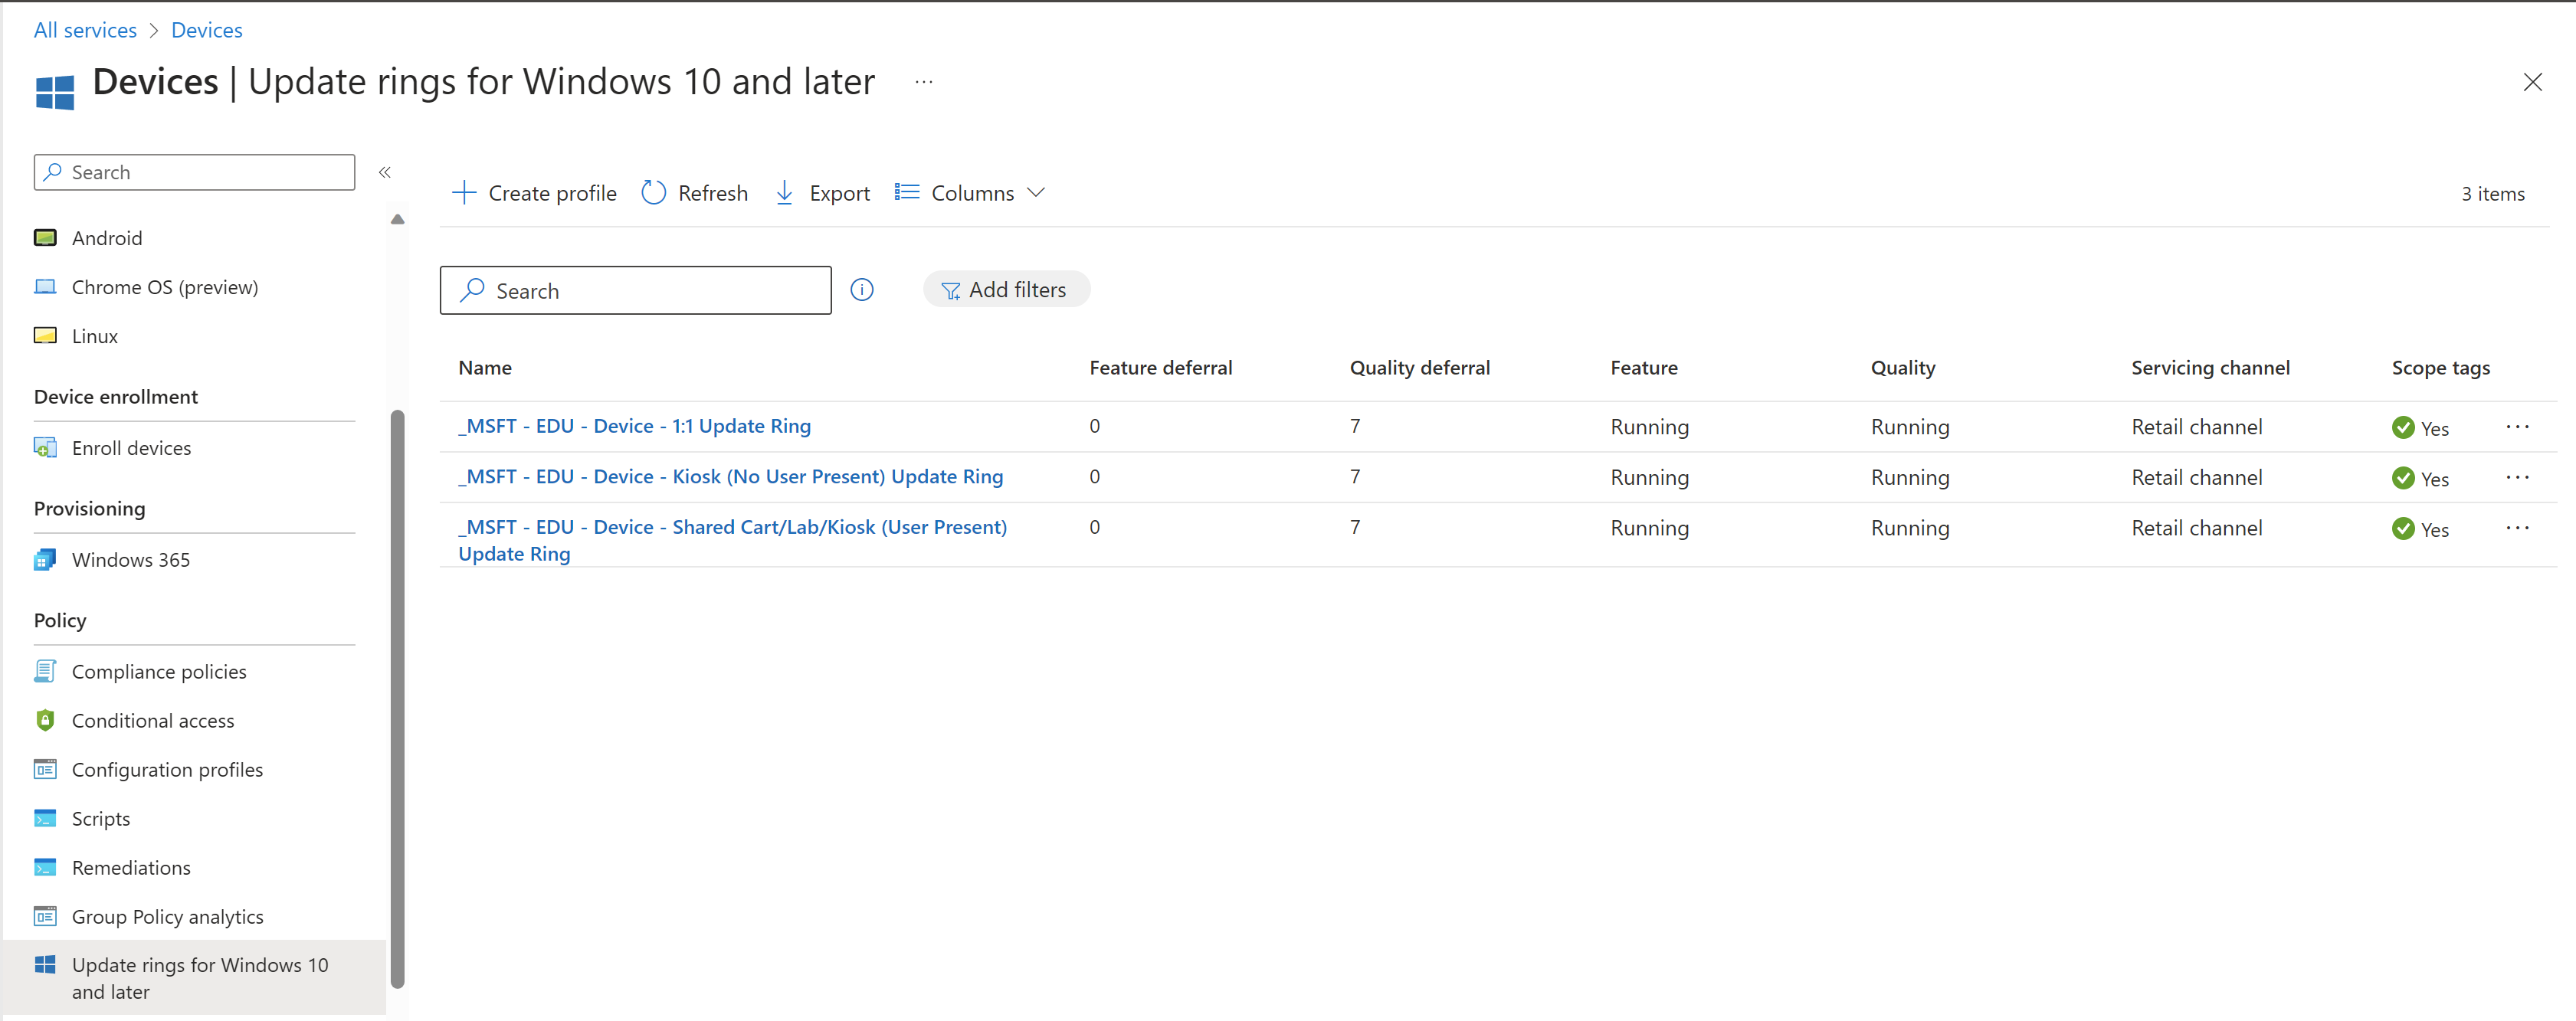 All services > Devices
Devices | Update rings for Windows 10 and later ...
Search
Android
Chrome OS (preview)
Linux
Device enrollment
Enroll devices
Provisioning
Windows 365
Policy
Compliance policies
Conditional access
Configuration profiles
Scripts
Remediations
Group Policy analytics
Update rings for Windows 10
and later
Create profile Refresh Export Columns 3 items
Search Add filters
Name Feature deferral Quality deferral Feature Quality Servicing channel Scope tags
_MSFT - EDU - Device - 1:1 Update Ring 0 7 Running Running Retail channel Yes ...
_MSFT - EDU - Device - Kiosk (No User Present) Update Ring 0 7 Running Running Retail channel Yes ...
_MSFT - EDU - Device - Shared Cart/Lab/Kiosk (User Present) 0 7 Running Running Retail channel Yes ...
Update Ring